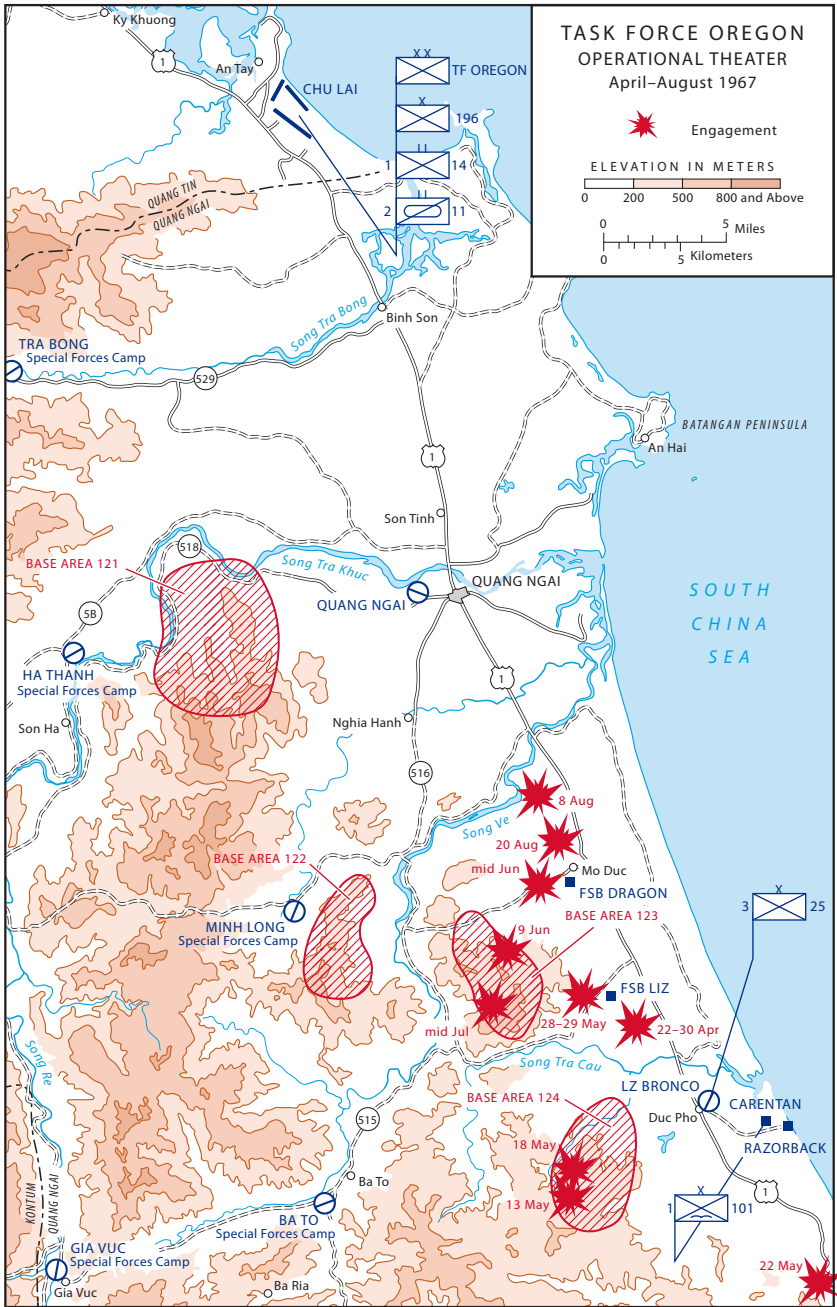 Ky Khuong
1
An Tay
CHU LAI
XX
TF OREGON
X
196
II
1
14
II
2
11
TASK FORCE OREGON
OPERATIONAL THEATER
April–August 1967
Engagement
ELEVATION IN METERS
0 200 500 800 and Above
0 5 Miles
0 5 Kilometers
QUANG TIN
QUANG NGAI
Song Tra Bong
Binh Son
TRA BONG
Special Forces Camp
529
BATANGAN PENINSULA
An Hai
1
Son Tinh
518
BASE AREA 121
Song Tra Khuc
QUANG NGAI
QUANG NGAI
SOUTH
CHINA
SEA
5B
HA THANH
Special Forces Camp
1
Son Ha
Nghia Hanh
516
8 Aug
Song Ve
20 Aug
BASE AREA 122
mid Jun
Mo Duc
FSB DRAGON
X
3
25
MINH LONG
Special Forces Camp
BASE AREA 123
9 Jun
FSB LIZ
mid Jul
28–29 May
22–30 Apr
Song Re
Song Tra Cau
LZ BRONCO
BASE AREA 124
CARENTAN
Duc Pho
515
RAZORBACK
18 May
Ba To
1
KONTUM
QUANG NGAI
13 May
X
1
101
BA TO
Special Forces Camp
GIA VUC
Special Forces Camp
22 May
Gia Vuc
Ba Ria